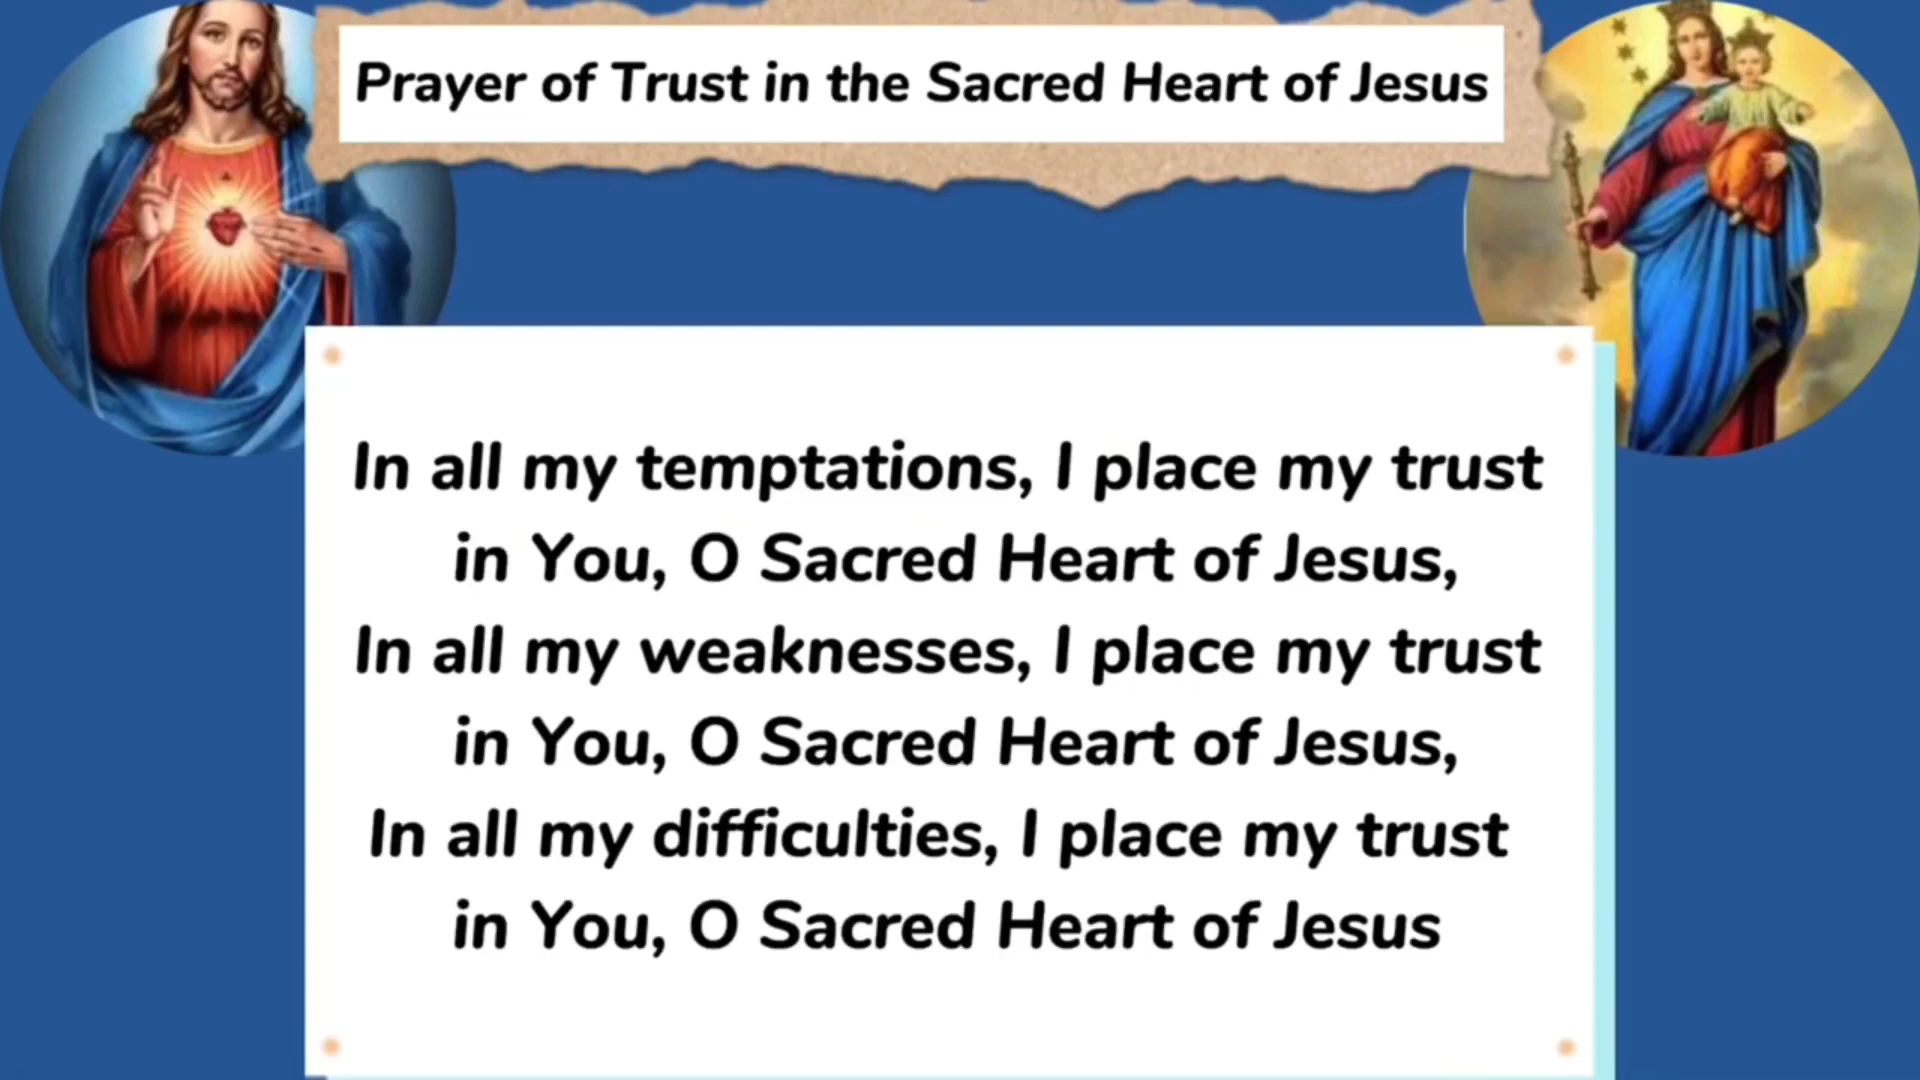 Prayer of Trust in the Sacred Heart of Jesus
In all my temptations, I place my trust
in You, O Sacred Heart of Jesus,
In all my weaknesses, I place my trust
in You, O Sacred Heart of Jesus,
In all my difficulties, I place my trust
in You, O Sacred Heart of Jesus